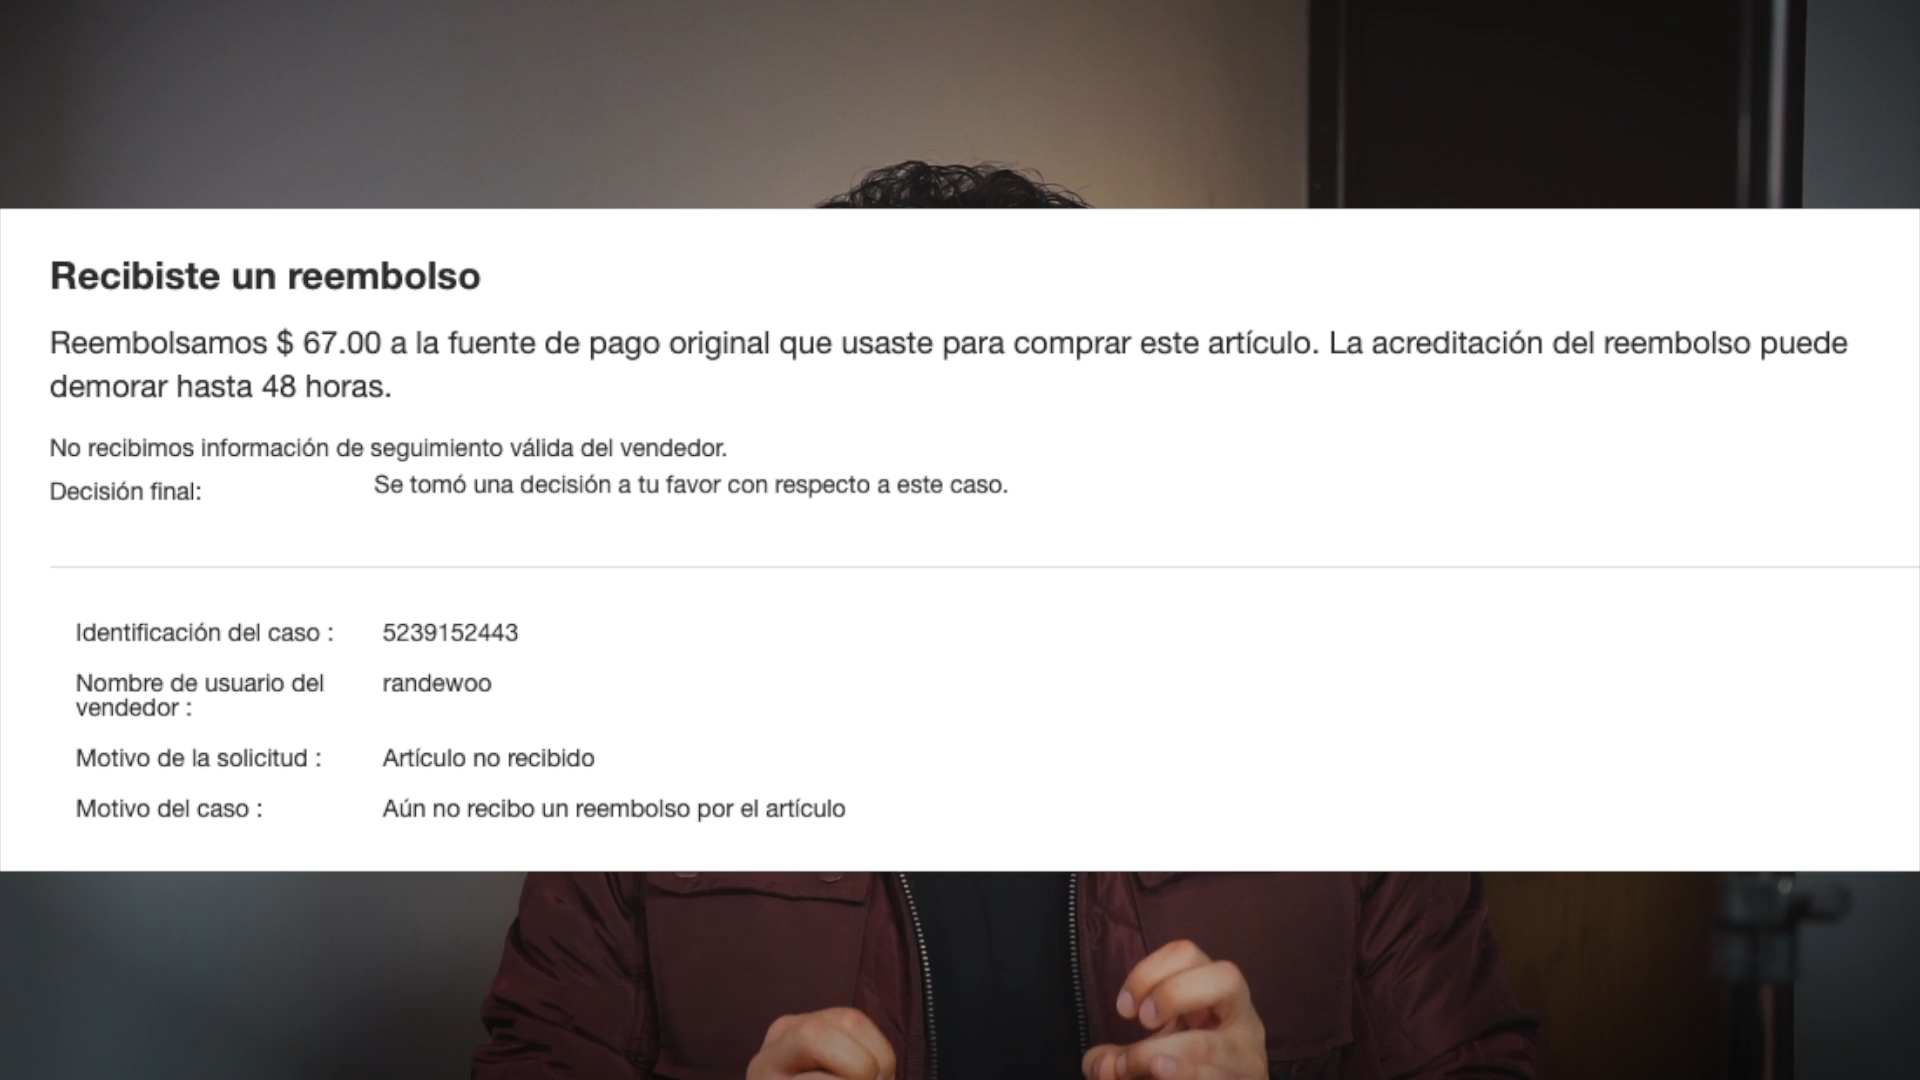 Recibiste un reembolso
Reembolsamos $ 67.00 a la fuente de pago original que usaste para comprar este artículo. La acreditación del reembolso puede
demorar hasta 48 horas.
No recibimos información de seguimiento válida del vendedor.
Decisión final: Se tomó una decisión a tu favor con respecto a este caso.
Identificación del caso : 5239152443
Nombre de usuario del randewoo
vendedor :
Motivo de la solicitud : Artículo no recibido
Motivo del caso : Aún no recibo un reembolso por el artículo